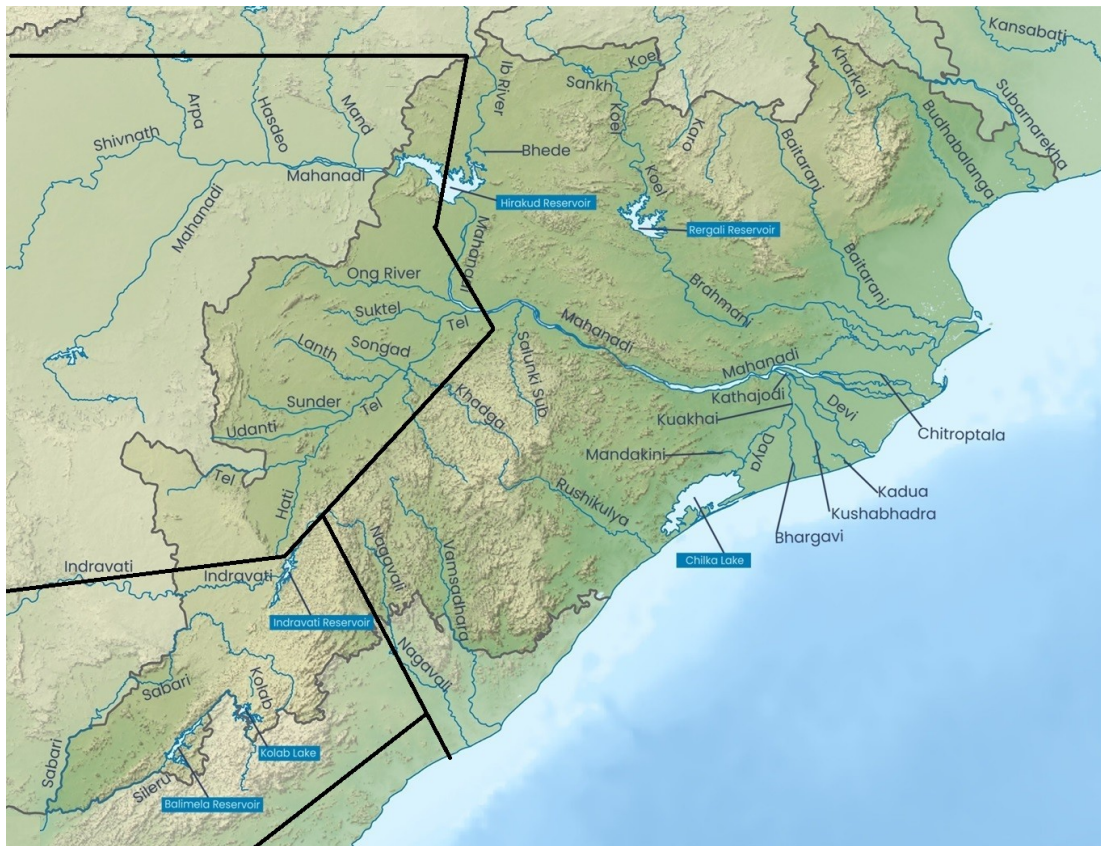 Kansabati
Ib River
Koel
Sankh
Kharkai
Subarnarekha
Arpa
Hasdeo
Mand
Koel
Karo
Budhabalanga
Shivnath
Baitarani
Bhede
Mahanadi
Koel
Mahanadi
Hirakud Reservoir
Mahanadi
Rergali Reservoir
Ong River
Baitarani
Brahmani
Suktel
Tel
Mahanadi
Songad
Lanth
Salunki Sub
Mahanadi
Kathajodi
Sunder
Tel
Khadga
Devi
Kuakhai
Udanti
Chitroptala
Daya
Mandakini
Tel
Rushikulya
Hati
Kadua
Kushabhadra
Bhargavi
Nagavali
Vamsadhara
Chilka Lake
Indravati
Indravati
Indravati Reservoir
Nagavali
Sabari
Kolab
Sabari
Kolab Lake
Sileru
Balimela Reservoir